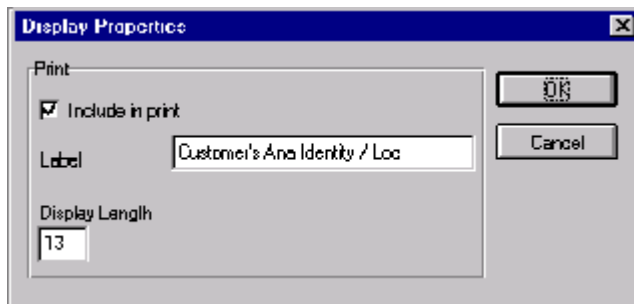 Display Properties
Print
Include in print
OK
Label
Customer's Ana Identity / Loc
Cancel
Display Length
13